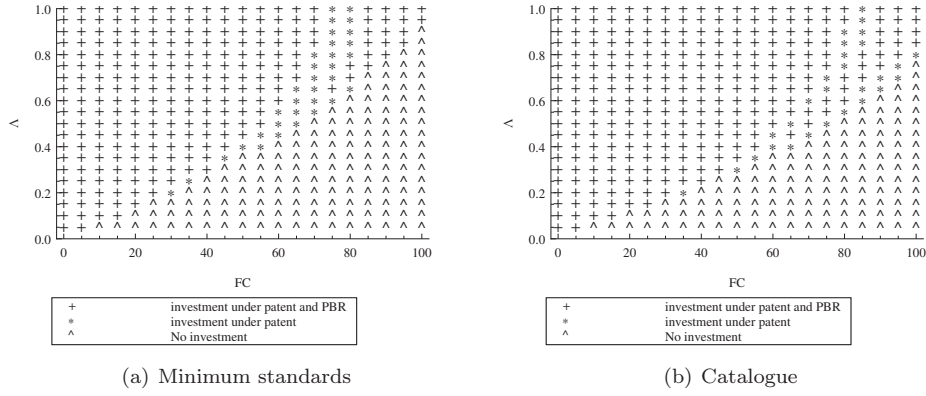 1.0
0.8
0.6
0.4
0.2
0.0
Λ
0 20 40 60 80 100
FC
+ investment under patent and PBR
* investment under patent
^ No investment
(a) Minimum standards
1.0
0.8
0.6
0.4
0.2
0.0
Λ
0 20 40 60 80 100
FC
+ investment under patent and PBR
* investment under patent
^ No investment
(b) Catalogue